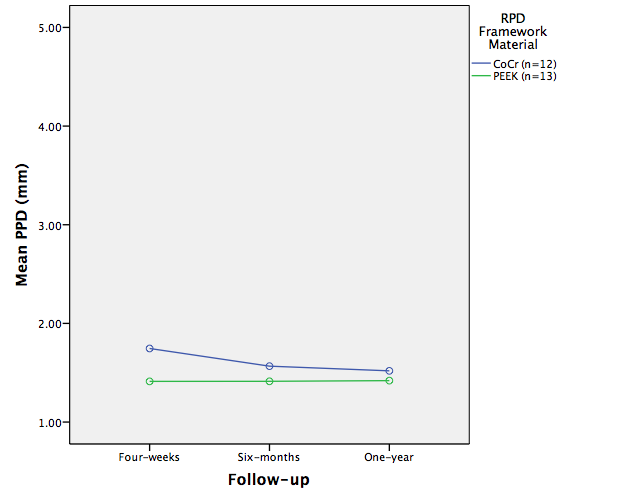 5.00
4.00
3.00
2.00
1.00
Mean PPD (mm)
Four-weeks
Six-months
One-year
Follow-up
RPD
Framework
Material
CoCr (n=12)
PEEK (n=13)